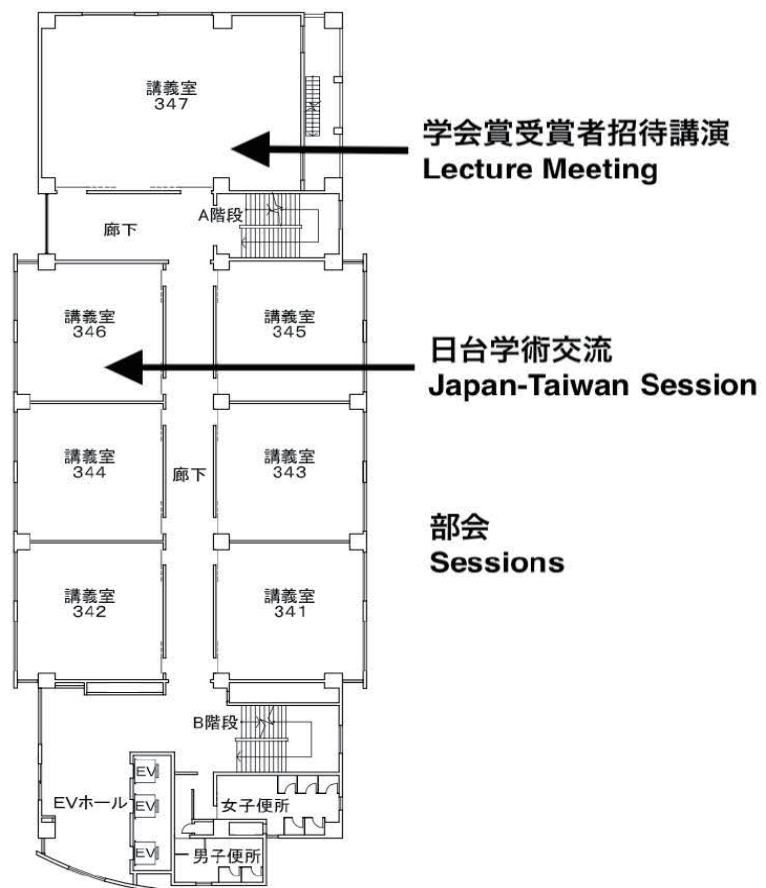 講義室
347
学会賞受賞者招待講演
Lecture Meeting
A階段
廊下
講義室
346
講義室
345
日台学術交流
Japan-Taiwan Session
講義室
344
廊下
講義室
343
部会
Sessions
講義室
342
講義室
341
B階段
EV
EVホール
EV
女子便所
EV
男子便所